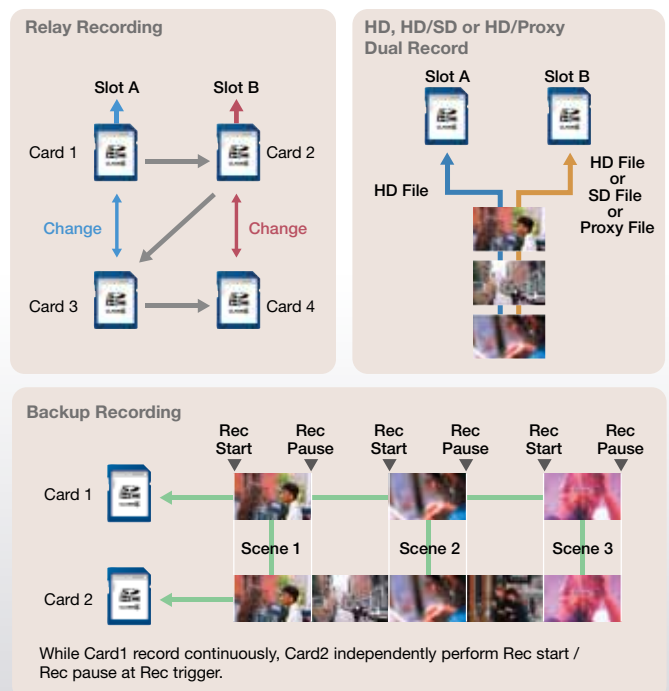 Relay Recording
Slot A
Slot B
Card 1
Card 2
Change
Change
Card 3
Card 4
HD, HD/SD or HD/Proxy
Dual Record
Slot A
Slot B
HD File
HD File
or
SD File
or
Proxy File
Backup Recording
Rec
Start
Rec
Pause
Rec
Start
Rec
Pause
Rec
Start
Rec
Pause
Card 1
Scene 1
Scene 2
Scene 3
Card 2
While Card1 record continuously, Card2 independently perform Rec start /
Rec pause at Rec trigger.